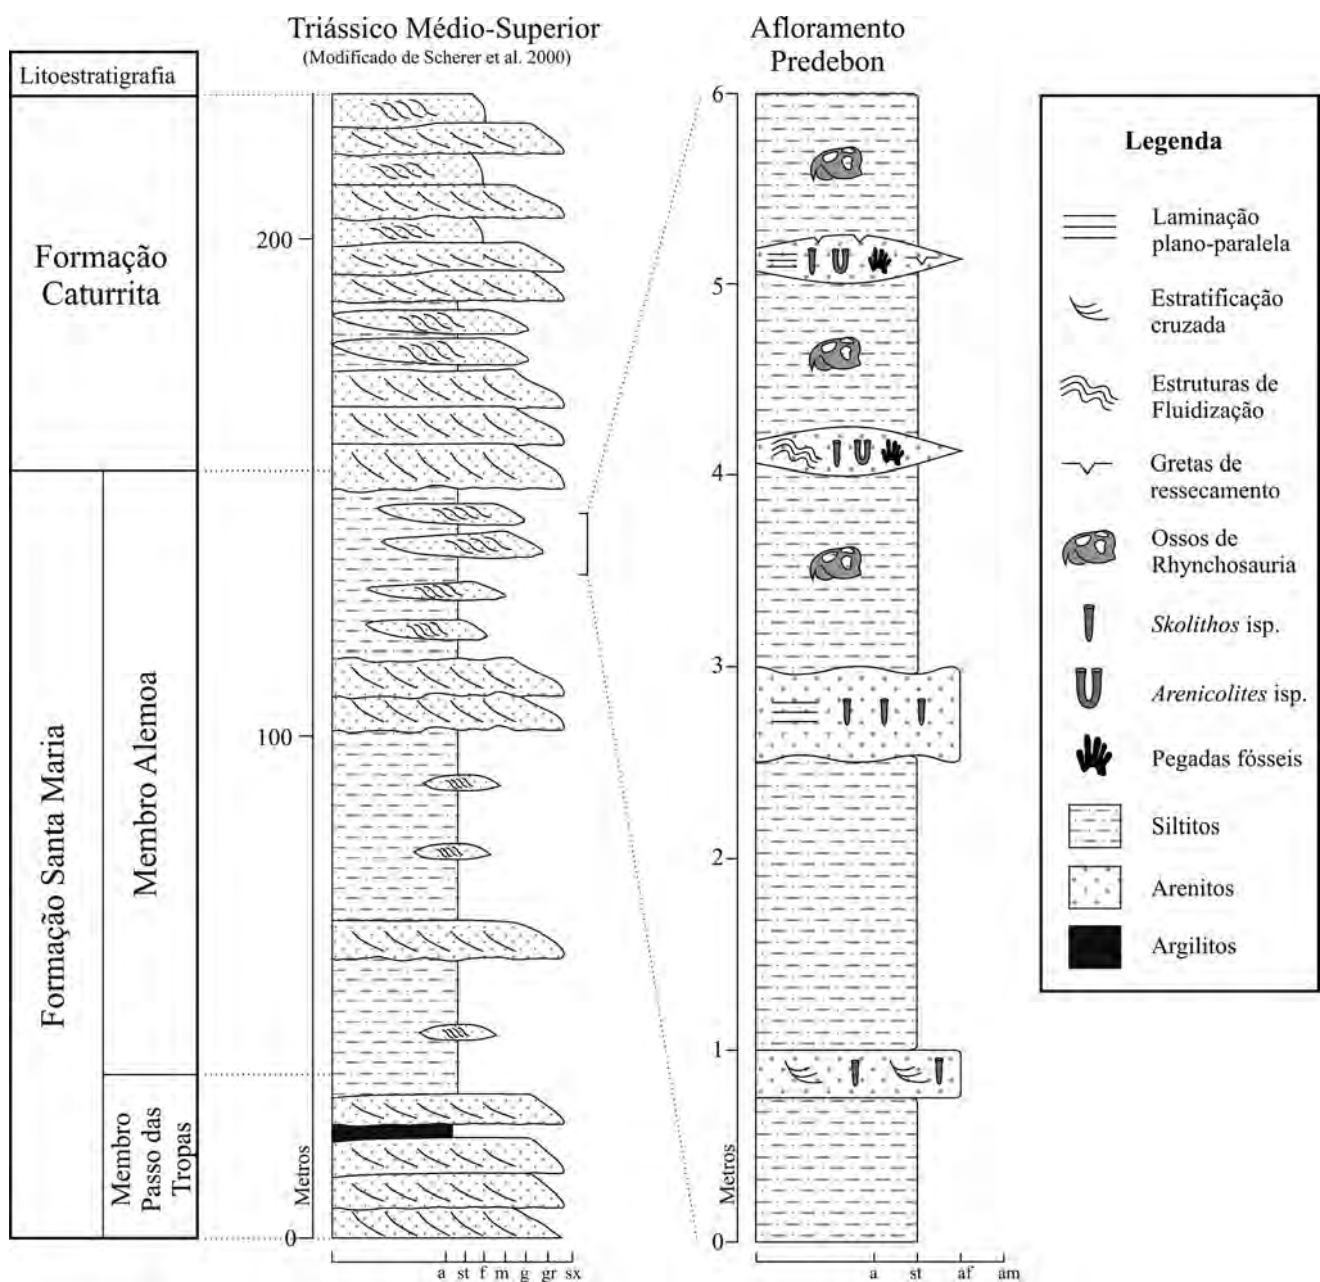 Triássico Médio-Superior
(Modificado de Scherer et al. 2000)
Afloramento
Predebon
Litoestratigrafia
Formação
Caturrita
Formação Santa Maria
Membro Alemoa
Membro
Passo das
Tropas
200
100
0
Metros
a st f m g gr sx
6
5
4
3
2
1
0
Metros
a st af am
Legenda
Laminação
plano-paralela
Estratificação
cruzada
Estruturas de
Fluidização
Gretas de
ressecamento
Ossos de
Rhynchosauria
Skolithos isp.
Arenicolites isp.
Pegadas fósseis
Siltitos
Arenitos
Argilitos